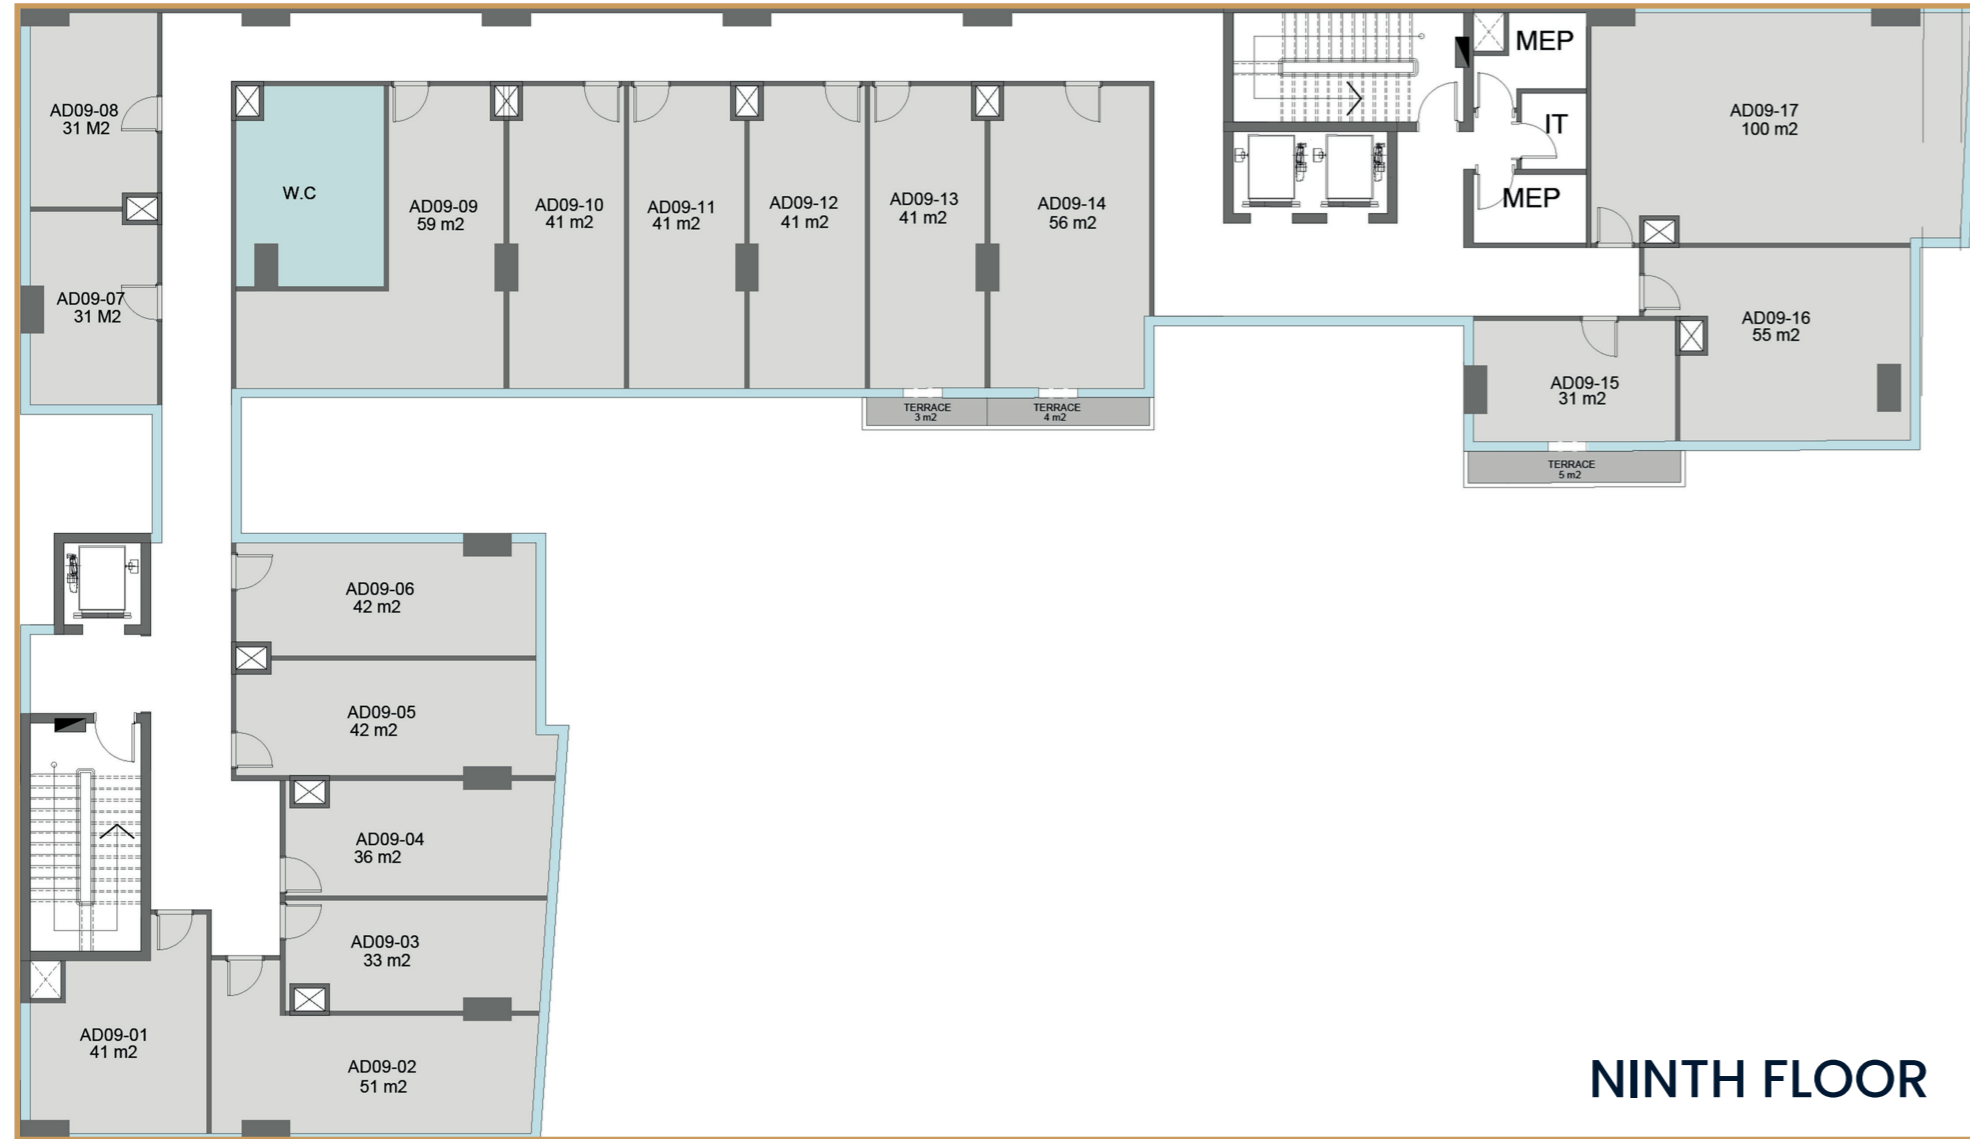 MEP
IT
MEP
AD09-17
100 m2
AD09-08
31 M2
W.C
AD09-09
59 m2
AD09-10
41 m2
AD09-11
41 m2
AD09-12
41 m2
AD09-13
41 m2
AD09-14
56 m2
AD09-07
31 M2
AD09-16
55 m2
AD09-15
31 m2
TERRACE
3 m2
TERRACE
4 m2
TERRACE
5 m2
AD09-06
42 m2
AD09-05
42 m2
AD09-04
36 m2
AD09-03
33 m2
AD09-01
41 m2
AD09-02
51 m2
NINTH FLOOR